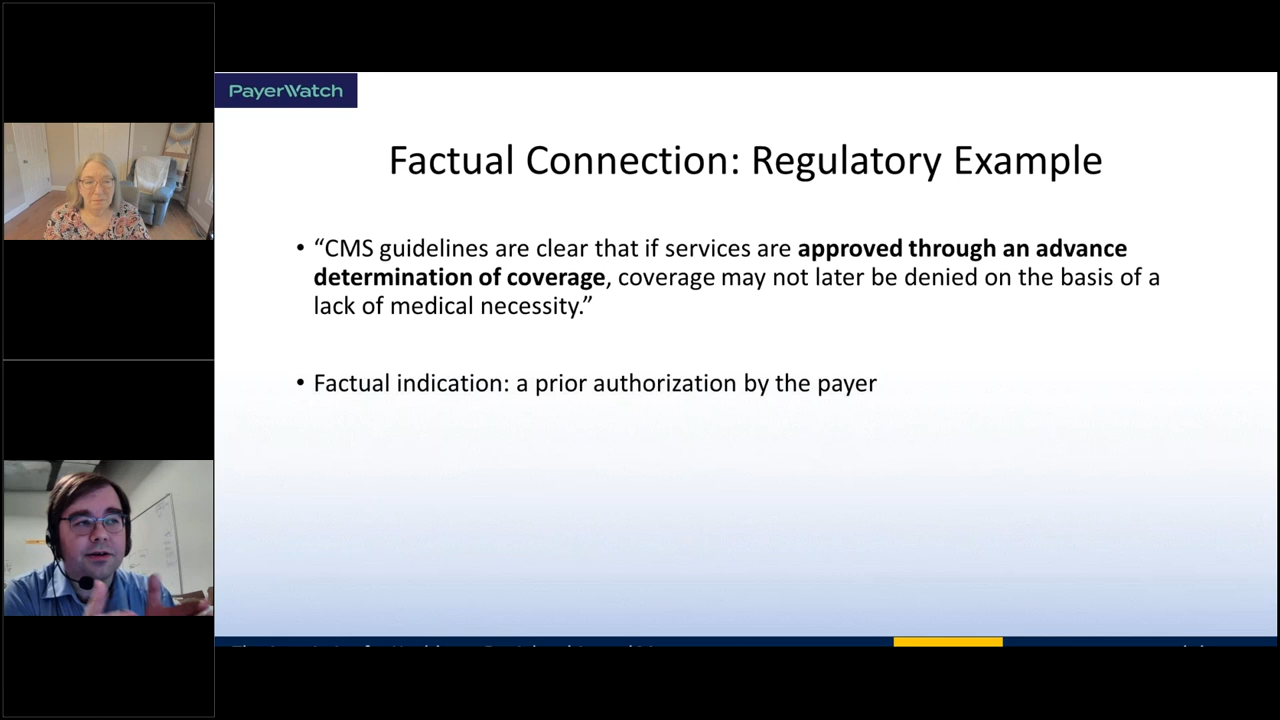 PayerWatch
Factual Connection: Regulatory Example
• “CMS guidelines are clear that if services are approved through an advance
determination of coverage, coverage may not later be denied on the basis of a
lack of medical necessity.”
• Factual indication: a prior authorization by the payer